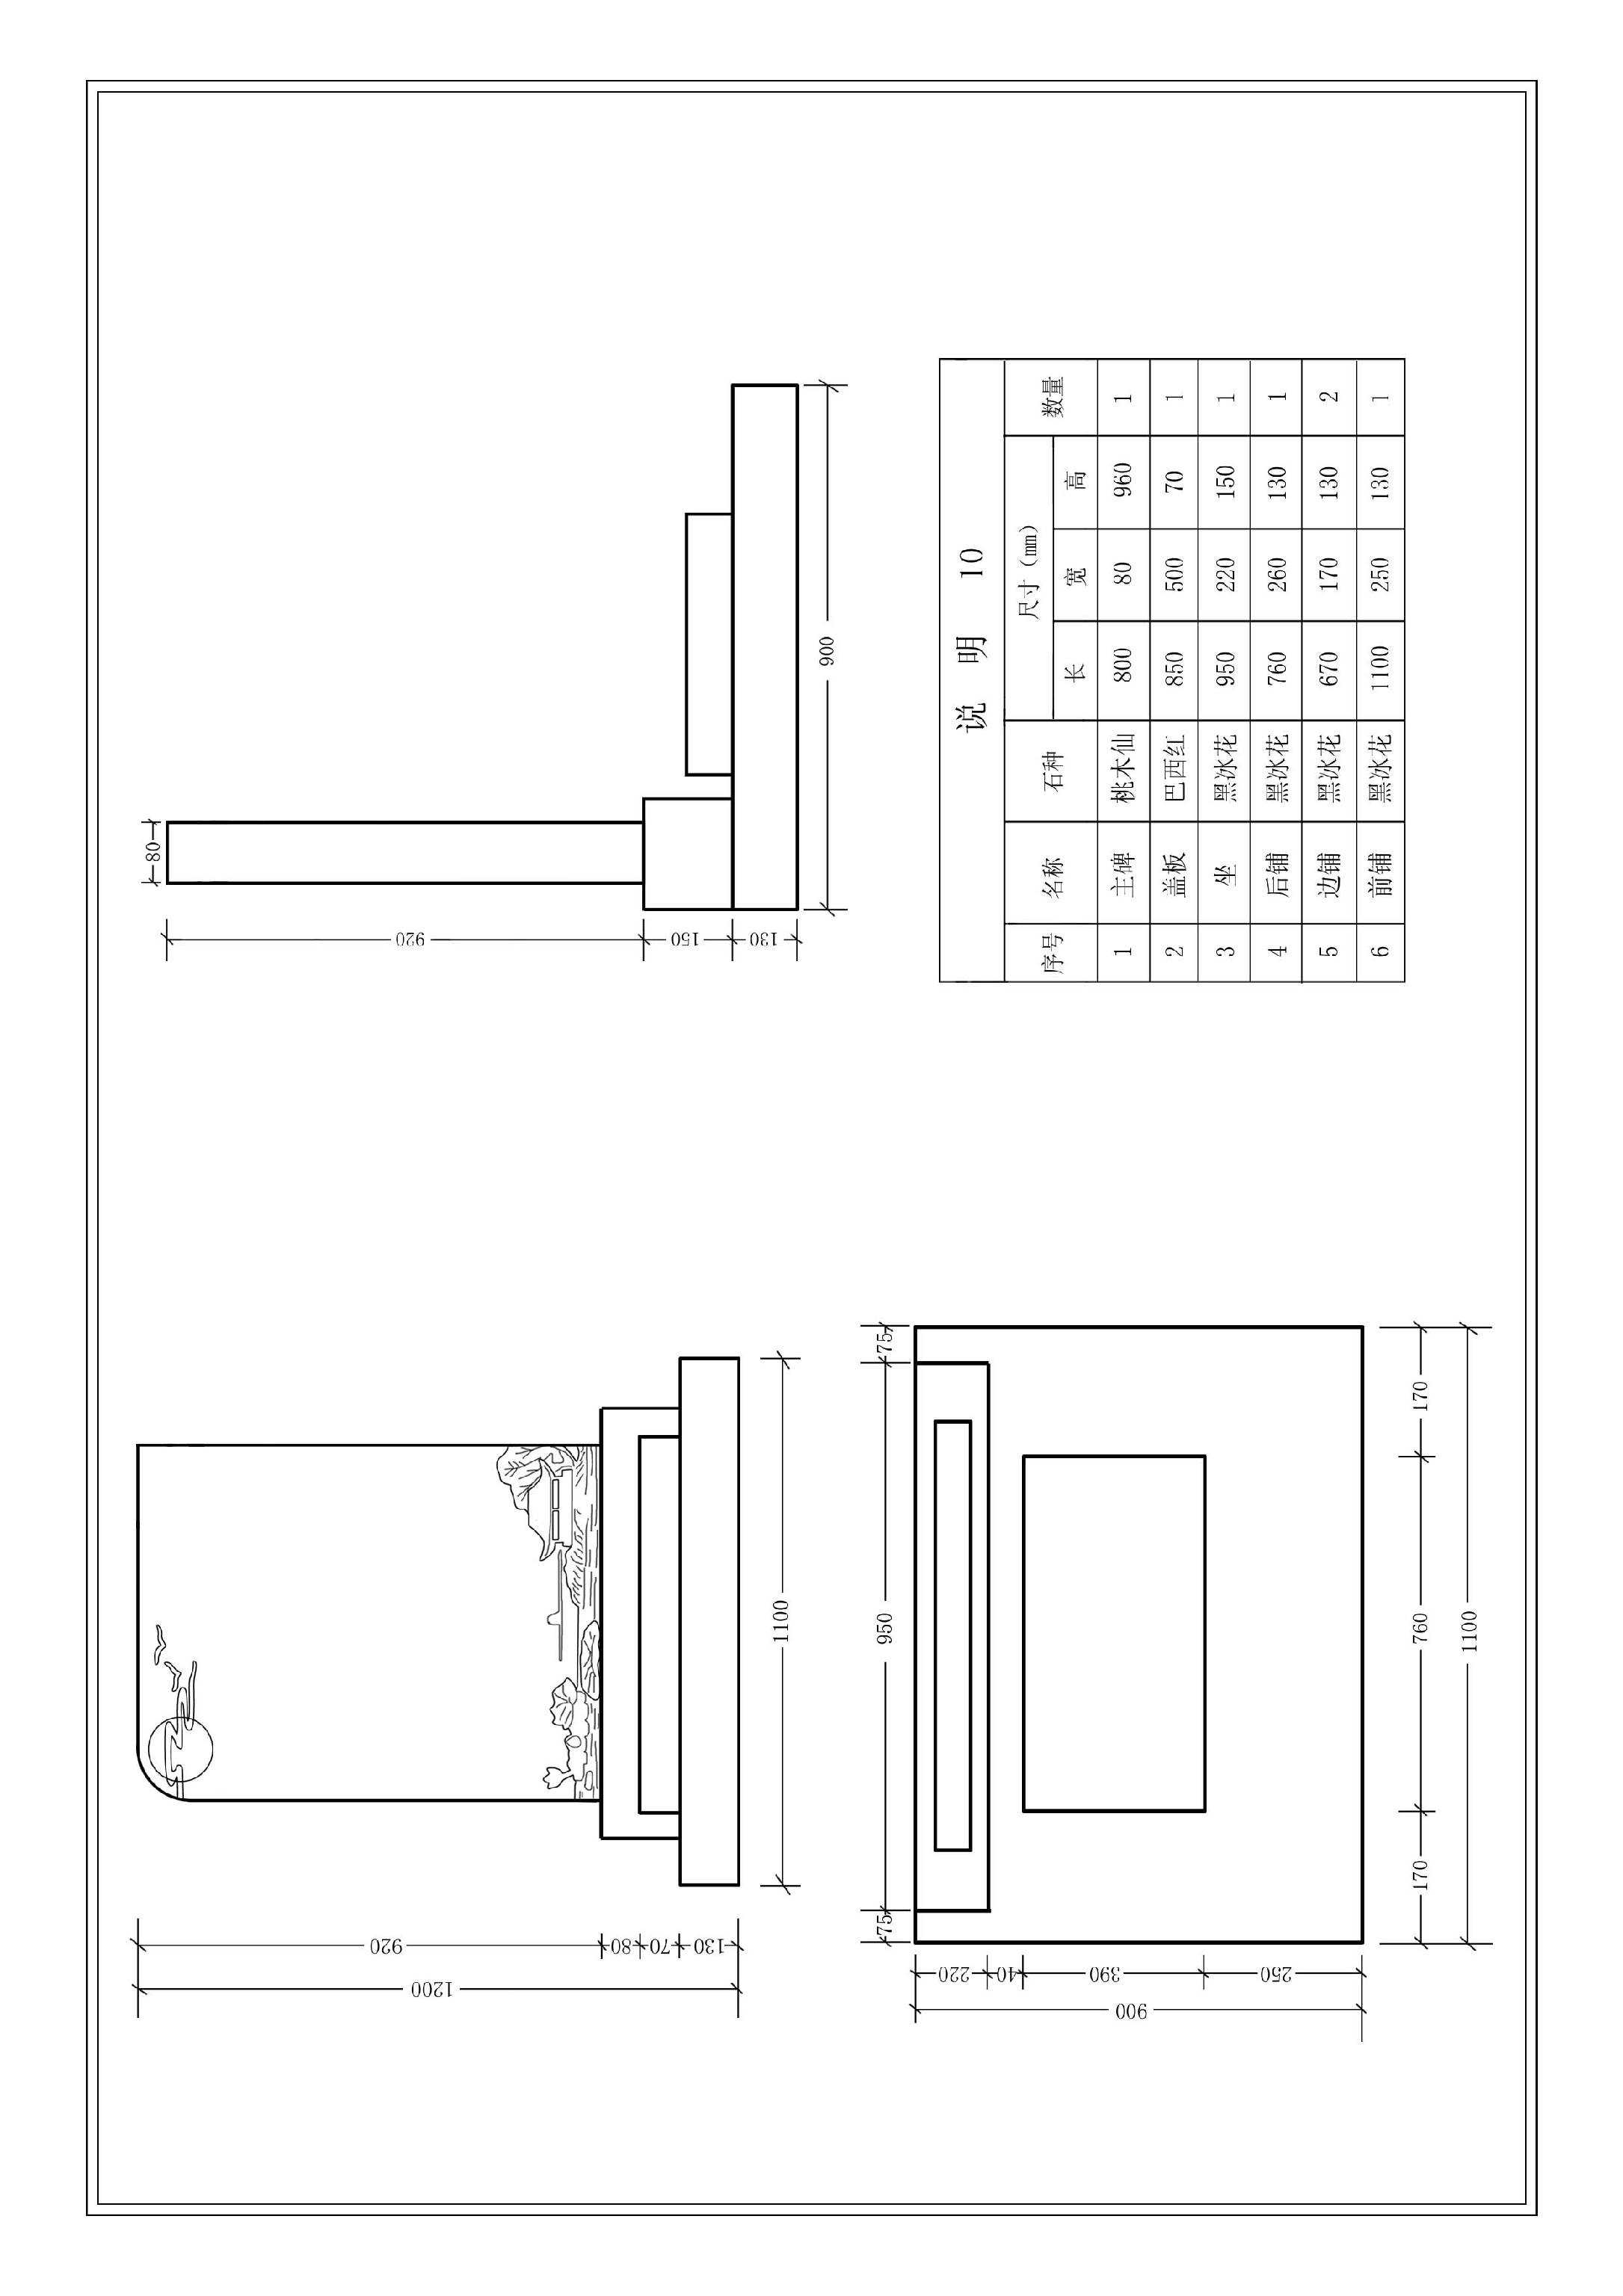 920
80
70
130
1200
1100
80
920
150
130
900
75
950
75
220
40
390
250
900
170
760
170
1100
说 明 10
序号 名称 石种 尺寸（mm） 数量
长 宽 高
1 主碑 桃木仙 800 80 960 1
2 盖板 巴西红 850 500 70 1
3 坐 黑冰花 950 220 150 1
4 后铺 黑冰花 760 260 130 1
5 边铺 黑冰花 670 170 130 2
6 前铺 黑冰花 1100 250 130 1